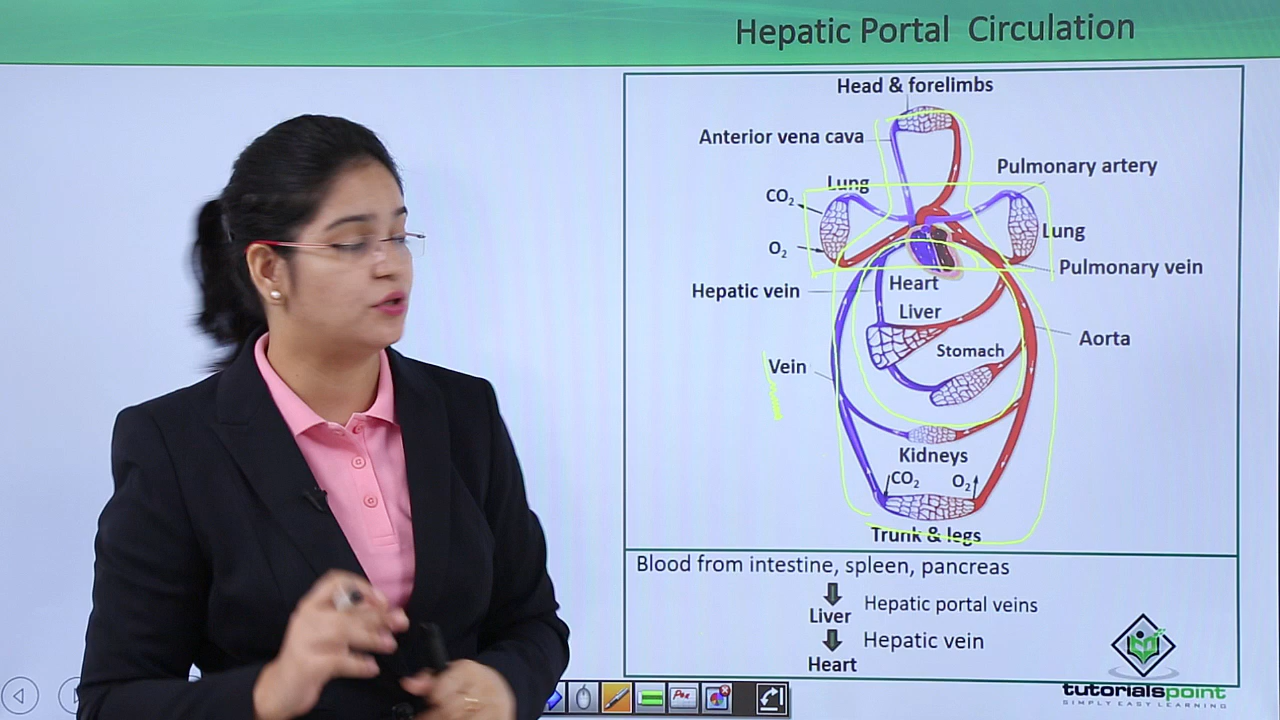 Hepatic Portal Circulation
Head & forelimbs
Anterior vena cava
Pulmonary artery
Lung
CO2
O2
Lung
Pulmonary vein
Hepatic vein
Heart
Liver
Aorta
Stomach
Vein
Kidneys
CO2 O2
Trunk & legs
Blood from intestine, spleen, pancreas
Liver Hepatic portal veins
Hepatic vein
Heart
tutorialspoint
SIMPLY EASY LEARNING